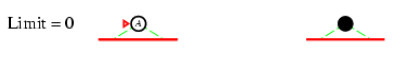 Limit = 0
A